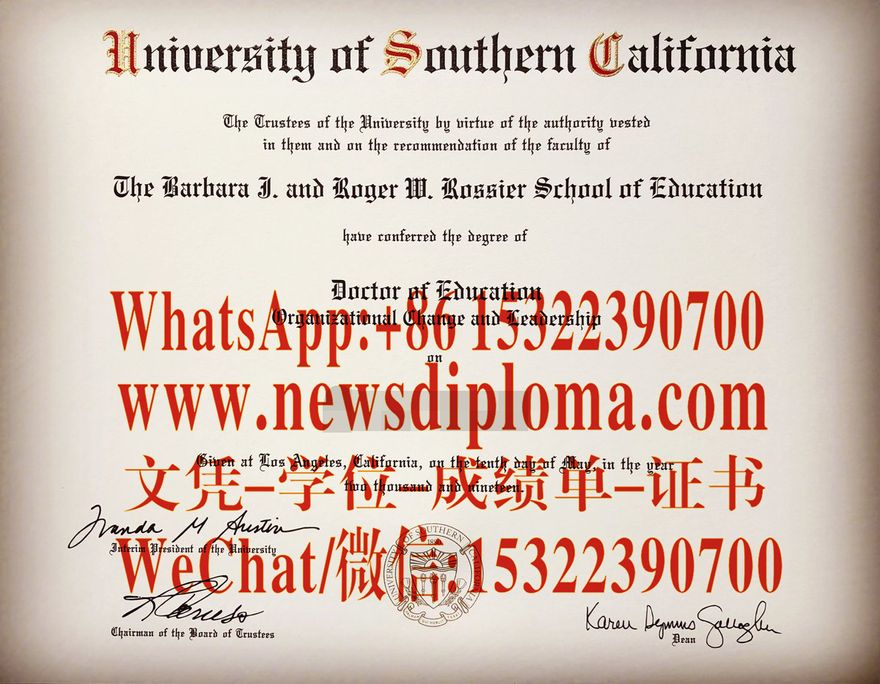 University of Southern California
The Trustees of the University by virtue of the authority vested
in them and on the recommendation of the faculty of
The Barbara J. and Roger W. Rossier School of Education
have conferred the degree of
Doctor of Education
WhatsApp:+86 15322390700
Organizational Change and Leadership
on
www.newsdiploma.com
Given at Los Angeles, California, on the tenth day of May, in the year
文凭-学位-成绩单-证书
two thousand and nineteen.
Wanda M Austin
Interim President of the University
WeChat/微信:15322390700
Chairman of the Board of Trustees
Karen Symms Gallagher
Dean